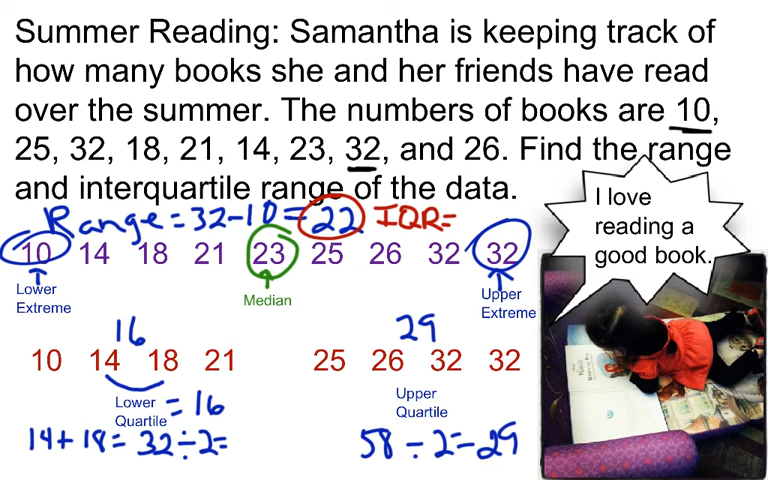 Summer Reading: Samantha is keeping track of
how many books she and her friends have read
over the summer. The numbers of books are 10,
25, 32, 18, 21, 14, 23, 32, and 26. Find the range
and interquartile range of the data.
I love
reading a
good book.
Range = 32-10 = 22 IQR=
10 14 18 21 23 25 26 32 32
Lower
Extreme
Median
Upper
Extreme
16
29
10 14 18 21
25 26 32 32
Lower
Quartile
= 16
Upper
Quartile
14+18= 32÷2=
58 ÷ 2=29